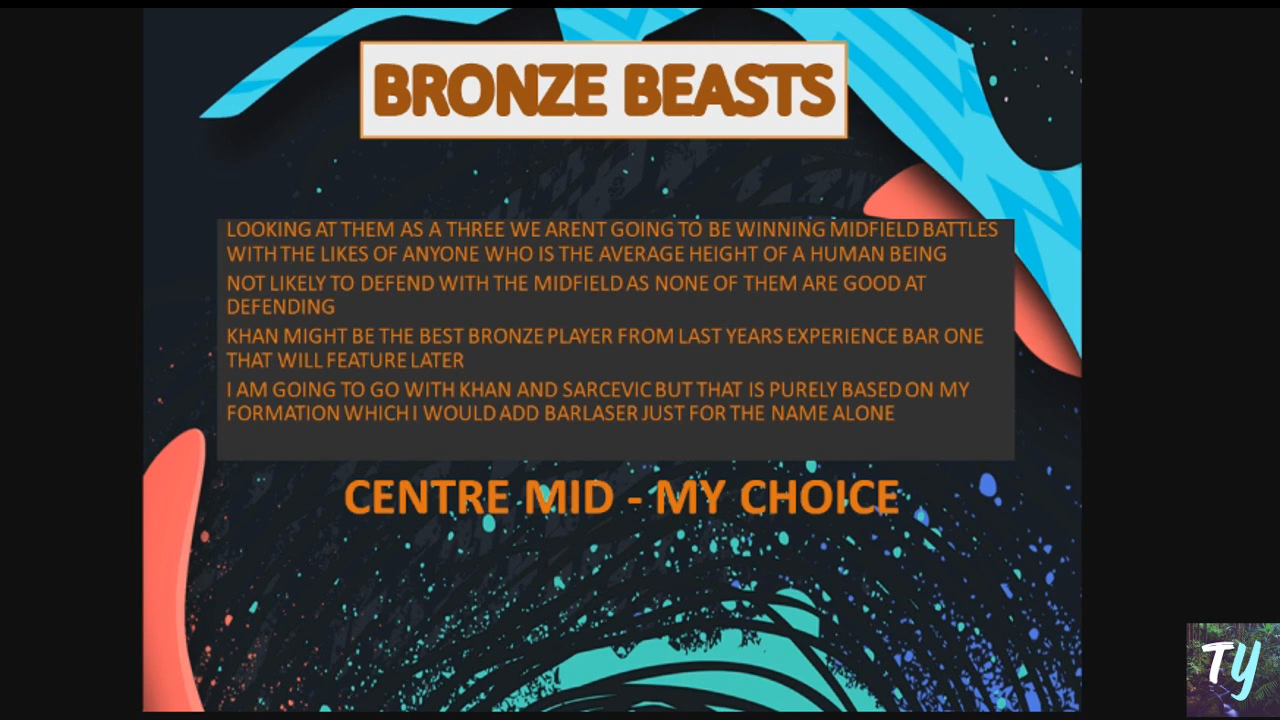 BRONZE BEASTS
LOOKING AT THEM AS A THREE WE ARENT GOING TO BE WINNING MIDFIELD BATTLES
WITH THE LIKES OF ANYONE WHO IS THE AVERAGE HEIGHT OF A HUMAN BEING
NOT LIKELY TO DEFEND WITH THE MIDFIELD AS NONE OF THEM ARE GOOD AT
DEFENDING
KHAN MIGHT BE THE BEST BRONZE PLAYER FROM LAST YEARS EXPERIENCE BAR ONE
THAT WILL FEATURE LATER
I AM GOING TO GO WITH KHAN AND SARCEVIC BUT THAT IS PURELY BASED ON MY
FORMATION WHICH I WOULD ADD BARLASER JUST FOR THE NAME ALONE
CENTRE MID - MY CHOICE
TY